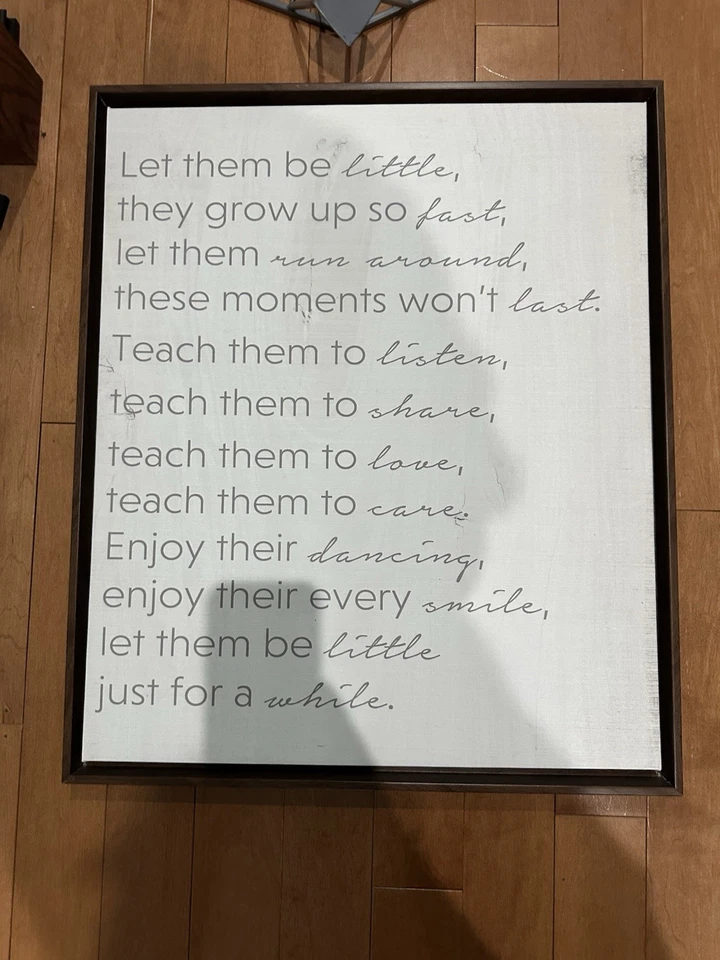 Let them be little,
they grow up so fast,
let them run around,
these moments won't last.
Teach them to listen,
teach them to share,
teach them to love,
teach them to care.
Enjoy their dancing,
enjoy their every smile,
let them be little
just for a while.